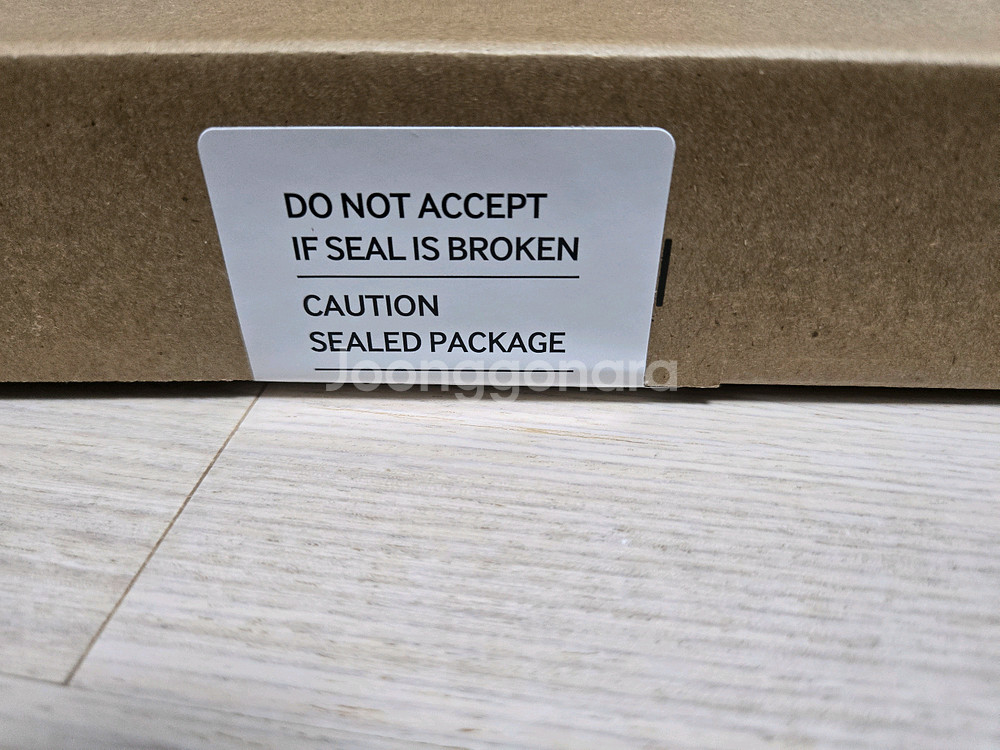 DO NOT ACCEPT
IF SEAL IS BROKEN
CAUTION
SEALED PACKAGE
Joonggonara